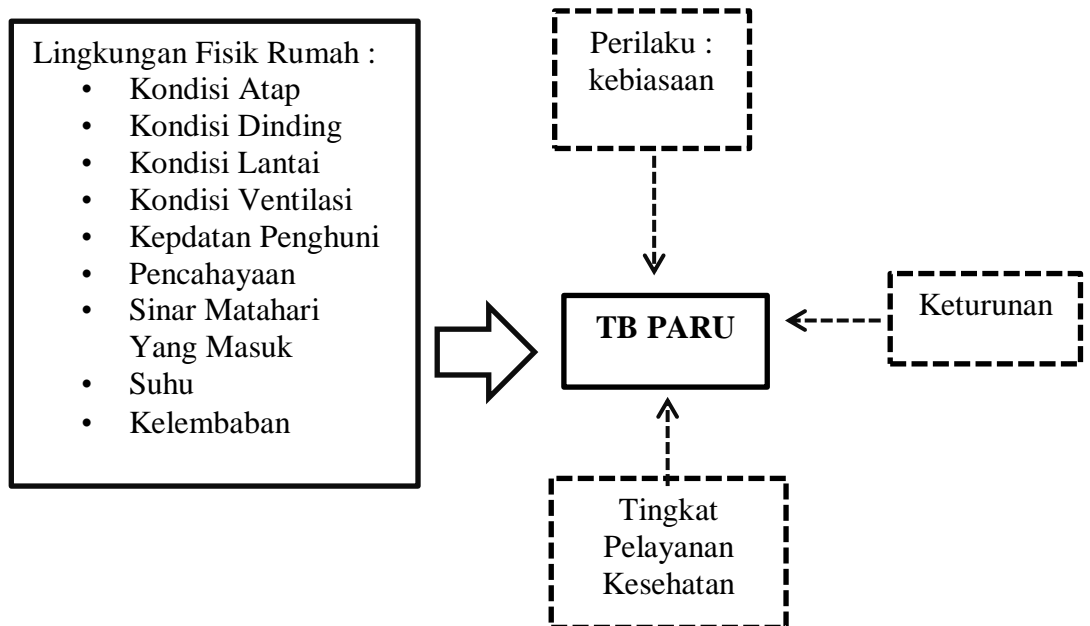 Lingkungan Fisik Rumah :
• Kondisi Atap
• Kondisi Dinding
• Kondisi Lantai
• Kondisi Ventilasi
• Kepdatan Penghuni
• Pencahayaan
• Sinar Matahari
Yang Masuk
• Suhu
• Kelembaban
Perilaku :
kebiasaan
TB PARU
Keturunan
Tingkat
Pelayanan
Kesehatan